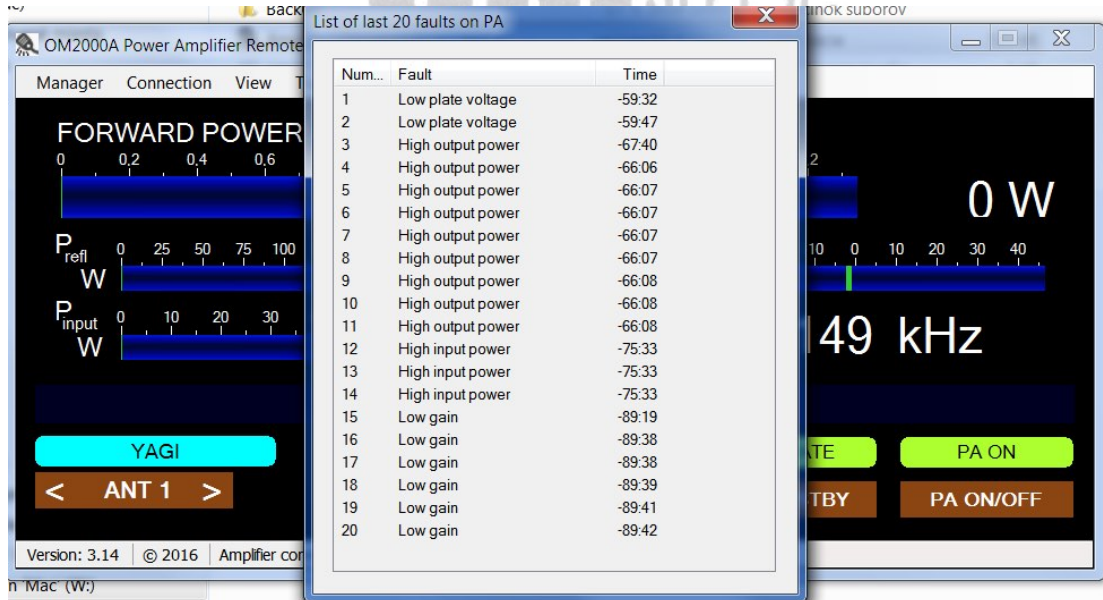 Back
inok suborov
List of last 20 faults on PA
X
OM2000A Power Amplifier Remote
Manager Connection View T
Num... Fault Time
1 Low plate voltage -59:32
2 Low plate voltage -59:47
3 High output power -67:40
4 High output power -66:06
5 High output power -66:07
6 High output power -66:07
7 High output power -66:07
8 High output power -66:07
9 High output power -66:08
10 High output power -66:08
11 High output power -66:08
12 High input power -75:33
13 High input power -75:33
14 High input power -75:33
15 Low gain -89:19
16 Low gain -89:38
17 Low gain -89:38
18 Low gain -89:39
19 Low gain -89:41
20 Low gain -89:42
FORWARD POWER
0 0,2 0,4 0,6
0 W
Prefl W
0 25 50 75 100
10 0 10 20 30 40
Pinput W
0 10 20 30
49 kHz
YAGI
ATE
PA ON
< ANT 1 >
TBY
PA ON/OFF
Version: 3.14 © 2016 Amplifier con
n 'Mac' (W:)